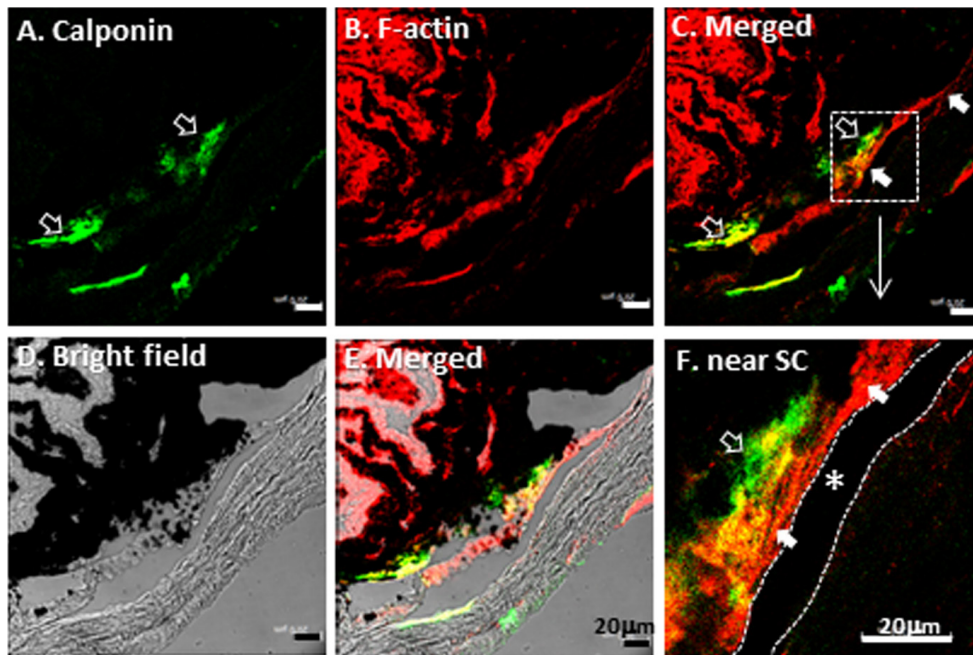 A. Calponin
B. F-actin
C. Merged
D. Bright field
E. Merged
20µm
F. near SC
*
20µm